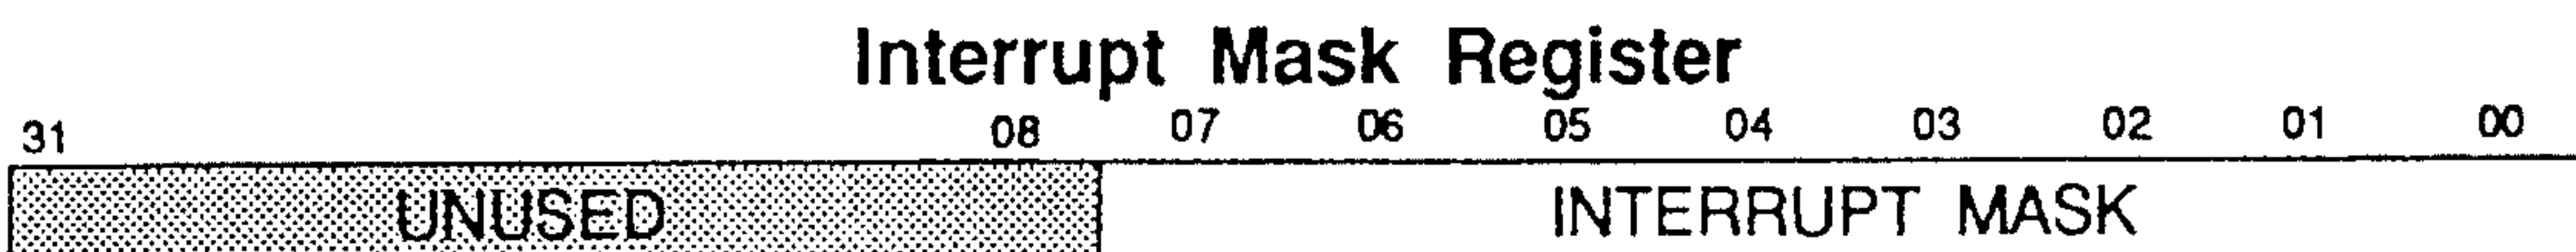 Interrupt Mask Register
31 08 07 06 05 04 03 02 01 00
UNUSED INTERRUPT MASK